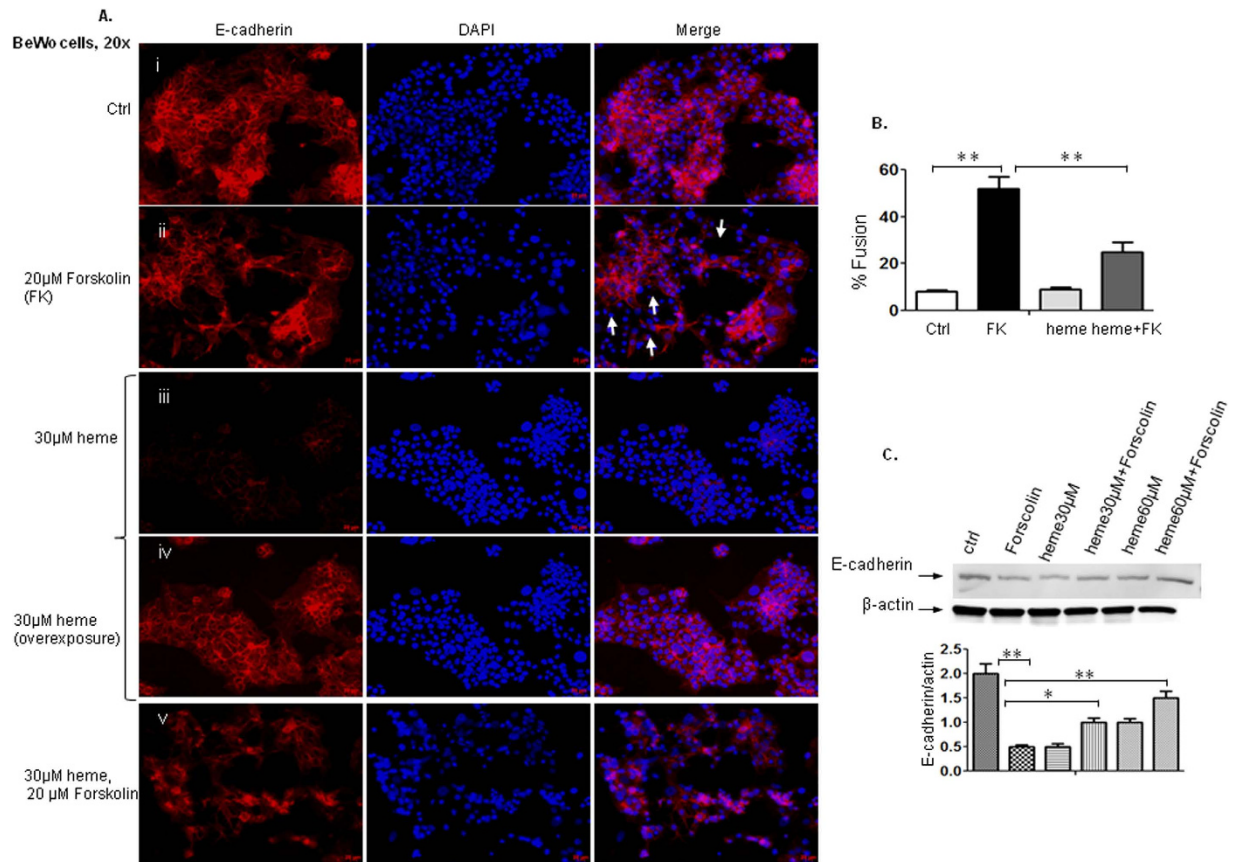 A.
BeWo cells, 20x
E-cadherin DAPI Merge
i
Ctrl
ii
20µM Forskolin
(FK)
iii
30µM heme
iv
30µM heme
(overexposure)
v
30µM heme,
20 µM Forskolin
B.
% Fusion
60
40
20
0
** **
Ctrl FK heme heme+FK
C.
ctrl Forscolin heme30µM heme30µM+Forscolin heme60µM heme60µM+Forscolin
E-cadherin
β-actin
E-cadherin/actin
2.5
2.0
1.5
1.0
0.5
0.0
**
**
*